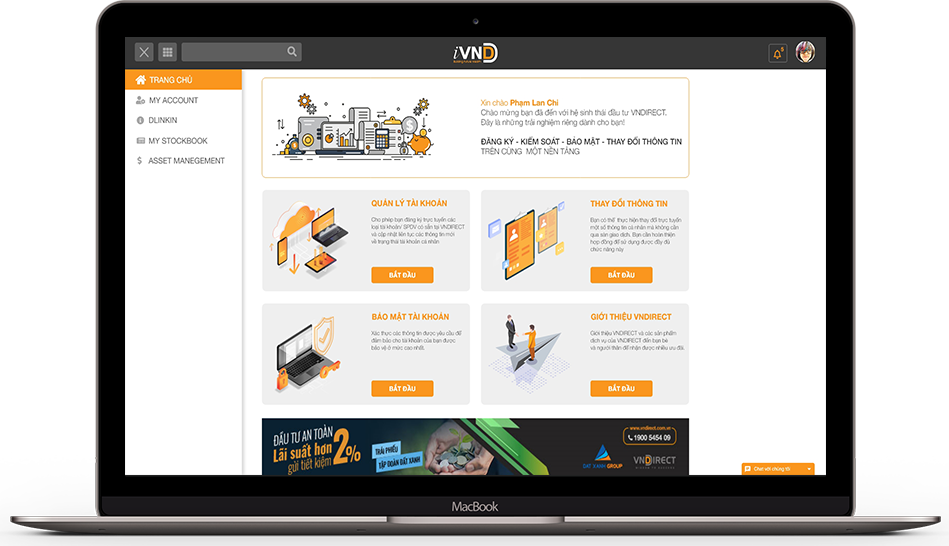 iVND
TRANG CHỦ
MY ACCOUNT
DLINKIN
MY STOCKBOOK
ASSET MANEGEMENT
Xin chào Phạm Lan Chi
Chào mừng bạn đã đến với hệ sinh thái đầu tư VNDIRECT.
Đây là những trải nghiệm riêng dành cho bạn!
ĐĂNG KÝ - KIỂM SOÁT - BẢO MẬT - THAY ĐỔI THÔNG TIN
TRÊN CÙNG MỘT NỀN TẢNG
QUẢN LÝ TÀI KHOẢN
Cho phép bạn đăng ký trực tuyến các
loại tài khoản/ SPDV có sẵn tại VNDIRECT
và cập nhật liên tục các thông tin mới
về trạng thái tài khoản cá nhân.
BẮT ĐẦU
THAY ĐỔI THÔNG TIN
Bạn có thể thực hiện thay đổi trực tuyến
một số thông tin cá nhân mà không cần
qua sàn giao dịch. Bạn cần hoàn thiện
hợp đồng để sử dụng được đầy đủ
chức năng này
BẮT ĐẦU
BẢO MẬT TÀI KHOẢN
Xác thực các thông tin được yêu cầu để
đảm bảo cho tài khoản của bạn được
bảo vệ ở mức cao nhất.
BẮT ĐẦU
GIỚI THIỆU VNDIRECT
Giới thiệu VNDIRECT và các sản phẩm
dịch vụ của VNDIRECT đến bạn bè
và người thân để nhận được nhiều ưu đãi.
BẮT ĐẦU
ĐẦU TƯ AN TOÀN
Lãi suất hơn 2%
gửi tiết kiệm
TRÁI PHIẾU
TẬP ĐOÀN ĐẤT XANH
www.vndirect.com.vn
1900 5454 09
DAT XANH GROUP
VNDIRECT
Chat với chúng tôi
MacBook